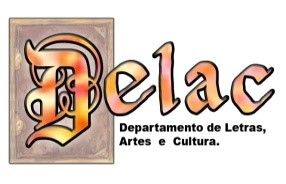 Delac
Departamento de Letras,
Artes e Cultura.